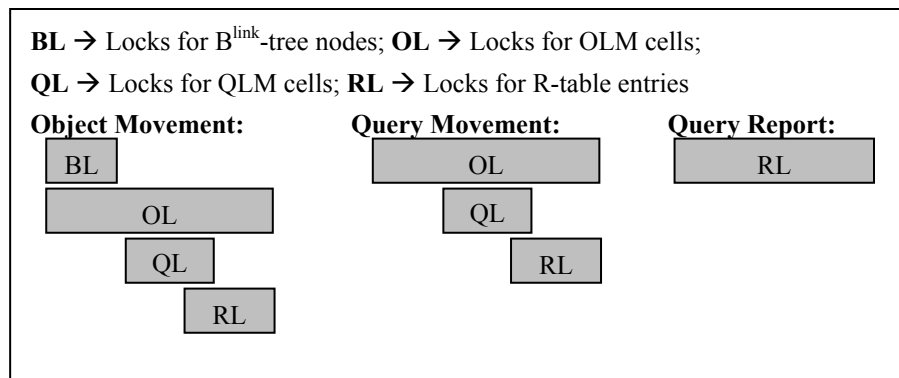 BL → Locks for Blink-tree nodes; OL → Locks for OLM cells;
QL → Locks for QLM cells; RL → Locks for R-table entries
Object Movement: Query Movement: Query Report:
BL OL RL
OL QL
QL RL
RL